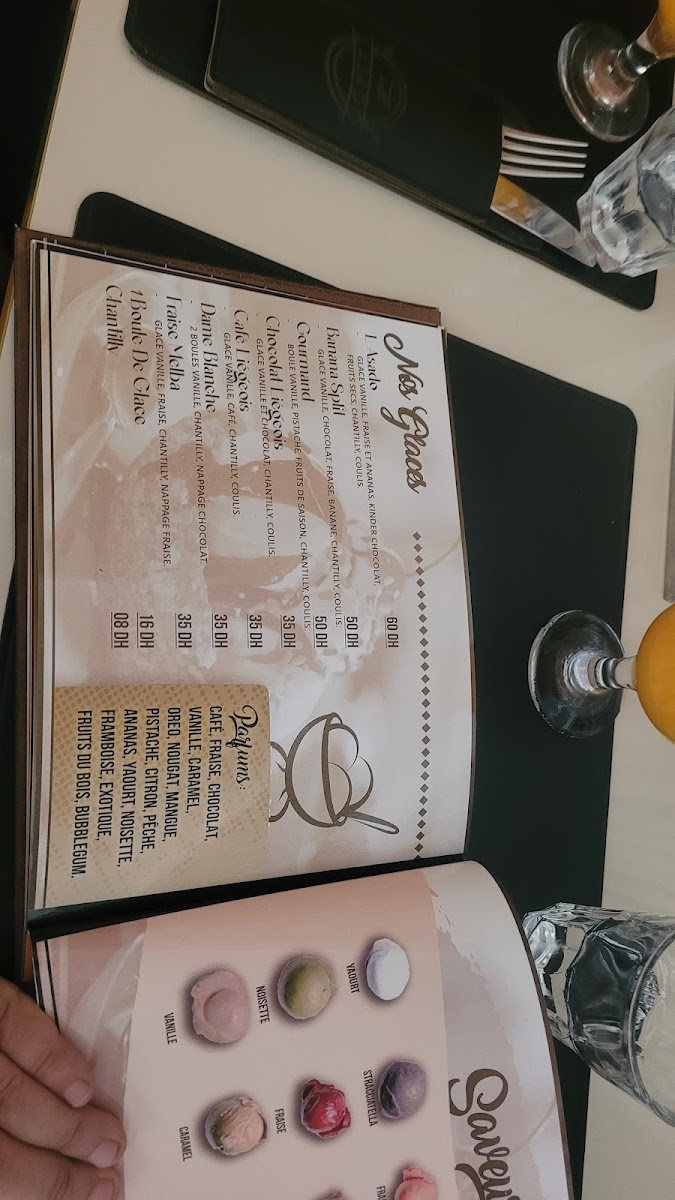 Nos Glaces
L'Asado 60 DH
GLACE VANILLE, FRAISE ET ANANAS, KINDER CHOCOLAT,
FRUITS SECS, CHANTILLY, COULIS.
Banana Split 50 DH
GLACE VANILLE, CHOCOLAT, FRAISE, BANANE, CHANTILLY, COULIS.
Gourmand 50 DH
BOULE VANILLE, PISTACHE, FRUITS DE SAISON, CHANTILLY, COULIS.
Chocolat Liégeois 35 DH
GLACE VANILLE ET CHOCOLAT, CHANTILLY, COULIS.
Café Liégeois 35 DH
GLACE VANILLE, CAFÉ, CHANTILLY, COULIS.
Dame Blanche 35 DH
2 BOULES VANILLE, CHANTILLY, NAPPAGE CHOCOLAT.
Fraise Melba 35 DH
GLACE VANILLE, FRAISE, CHANTILLY, NAPPAGE FRAISE.
1 Boule De Glace 16 DH
Chantilly 08 DH
Parfums:
CAFÉ, FRAISE, CHOCOLAT,
VANILLE, CARAMEL,
OREO, NOUGAT, MANGUE,
PISTACHE, CITRON, PÊCHE,
ANANAS, YAOURT, NOISETTE,
FRAMBOISE, EXOTIQUE,
FRUITS DU BOIS, BUBBLEGUM.
Saveu
YAOURT
STRACCIATELLA
FRA
NOISETTE
FRAISE
VANILLE
CARAMEL